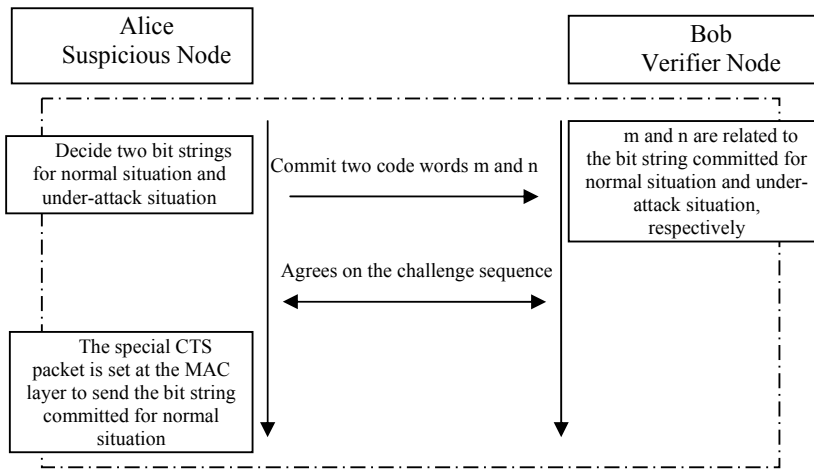 Alice
Suspicious Node
Bob
Verifier Node
Decide two bit strings
for normal situation and
under-attack situation
Commit two code words m and n
m and n are related to
the bit string committed for
normal situation and under-
attack situation,
respectively
Agrees on the challenge sequence
The special CTS
packet is set at the MAC
layer to send the bit string
committed for normal
situation